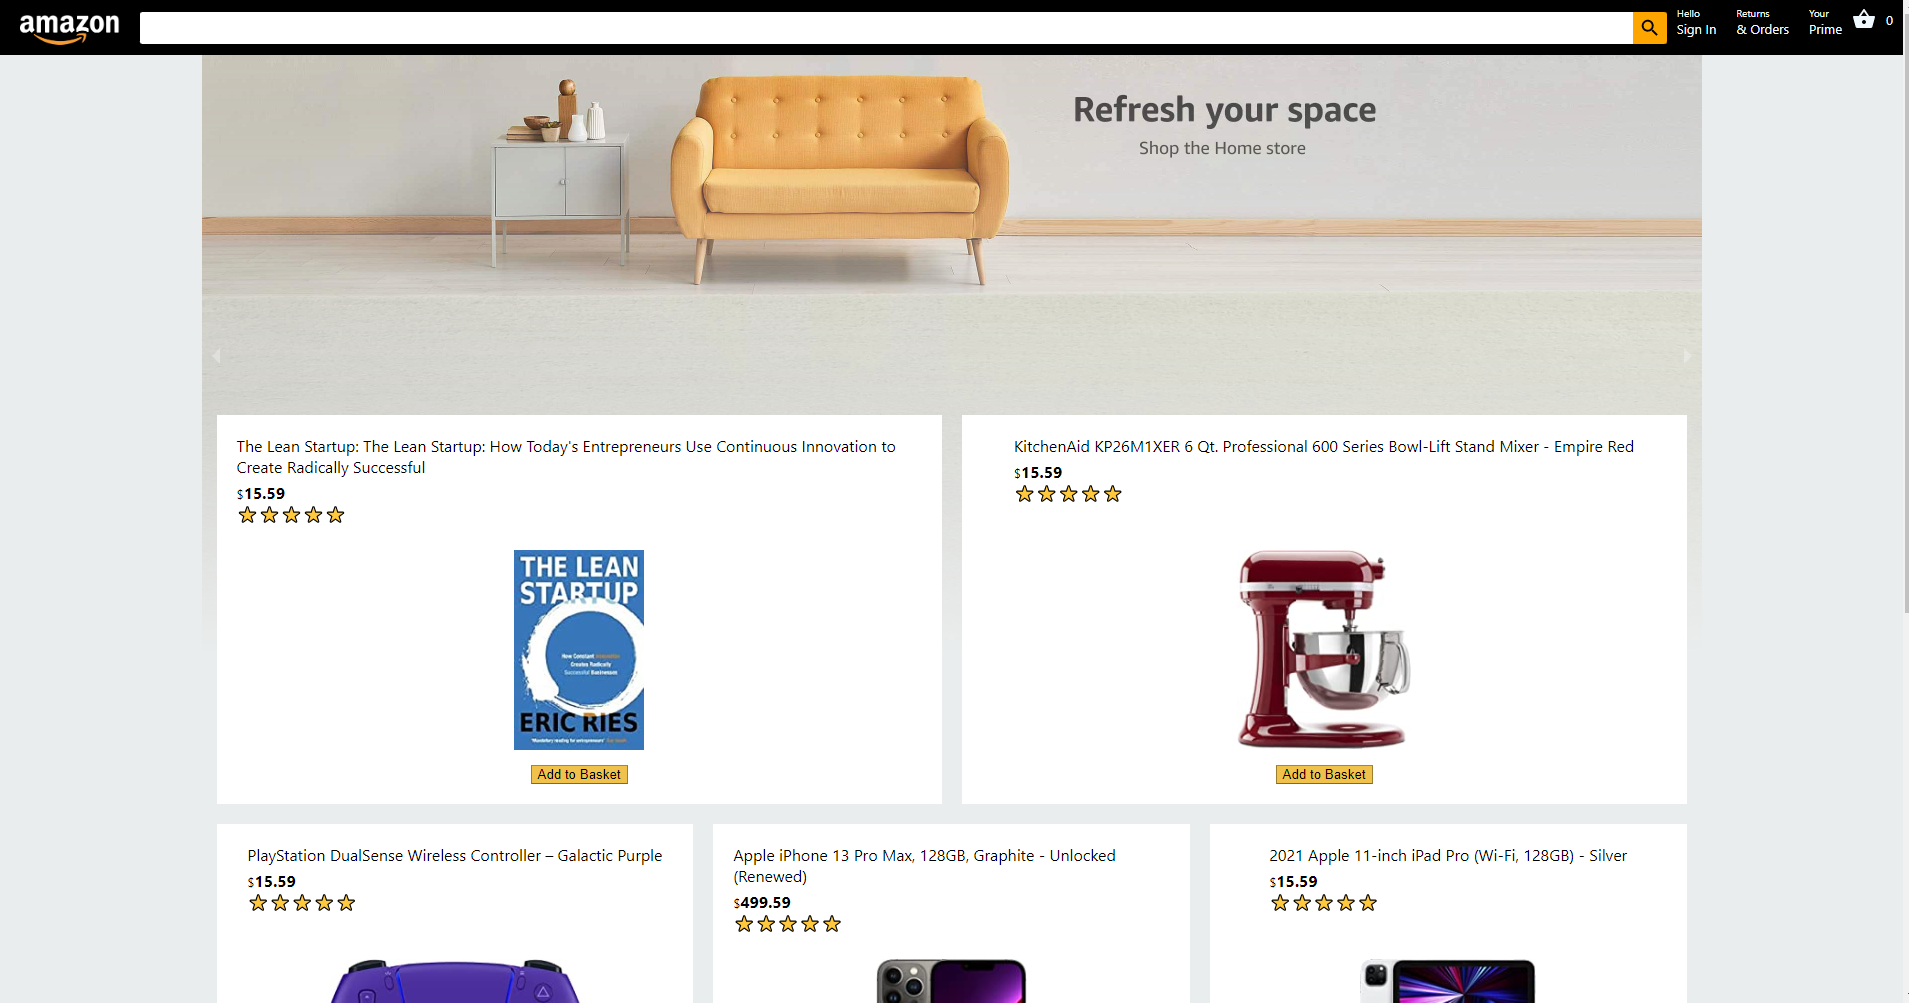 amazon
Hello
Sign In
Returns
& Orders
Your
Prime
0
Refresh your space
Shop the Home store
The Lean Startup: The Lean Startup: How Today's Entrepreneurs Use Continuous Innovation to
Create Radically Successful
$15.59
THE LEAN
STARTUP
How Constant Innovation
Creates Radically
Successful Businesses
ERIC RIES
'Mandatory reading for entrepreneurs'
Add to Basket
KitchenAid KP26M1XER 6 Qt. Professional 600 Series Bowl-Lift Stand Mixer - Empire Red
$15.59
Add to Basket
PlayStation DualSense Wireless Controller – Galactic Purple
$15.59
Apple iPhone 13 Pro Max, 128GB, Graphite - Unlocked
(Renewed)
$499.59
2021 Apple 11-inch iPad Pro (Wi-Fi, 128GB) - Silver
$15.59